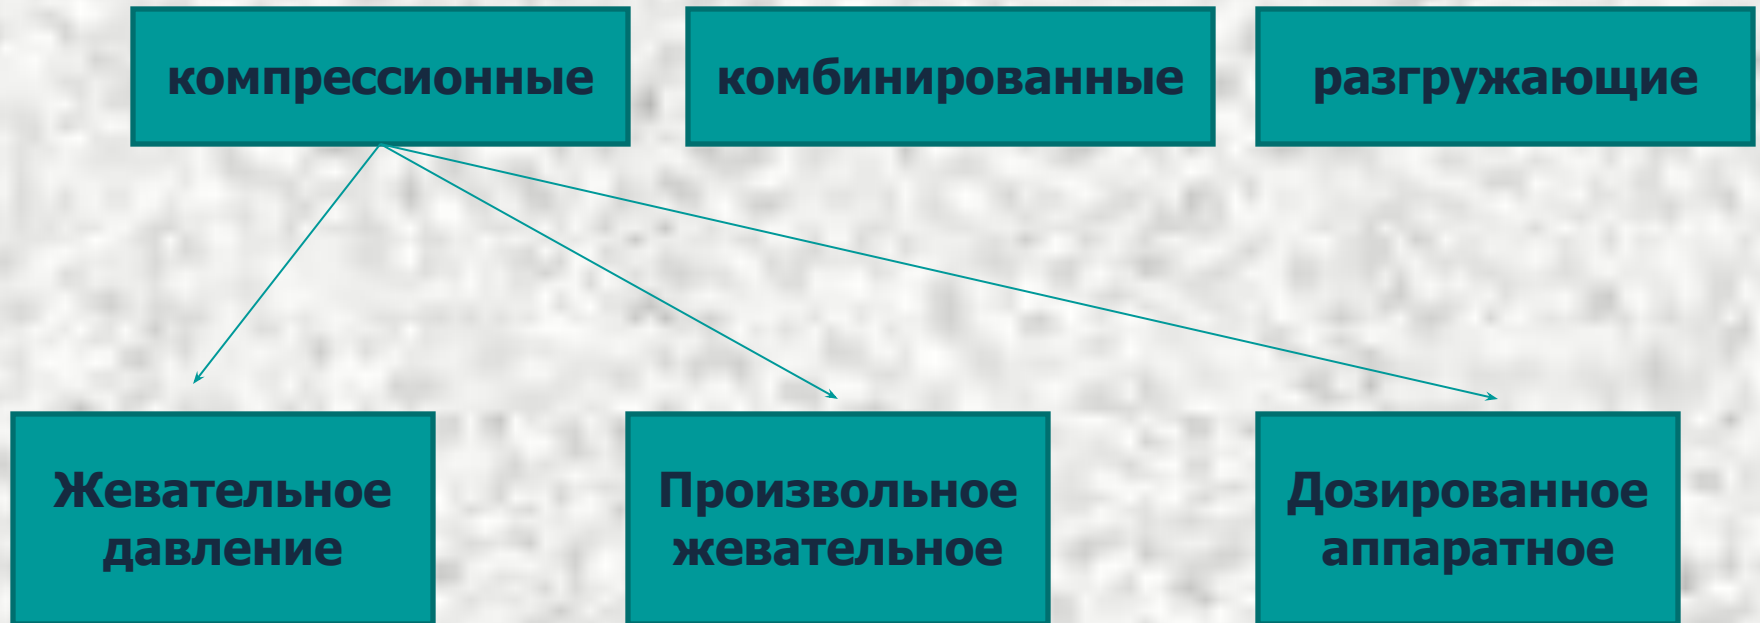 компрессионные
комбинированные
разгружающие
Жевательное
давление
Произвольное
жевательное
Дозированное
аппаратное